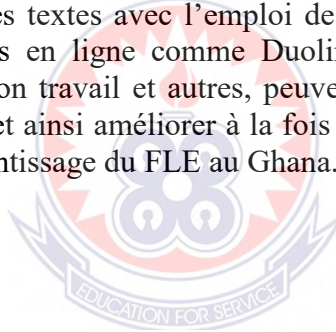 es textes avec l'emploi de
s en ligne comme Duoli
on travail et autres, peuve
et ainsi améliorer à la fois
ntissage du FLE au Ghana.
EDUCATION FOR SERVICE